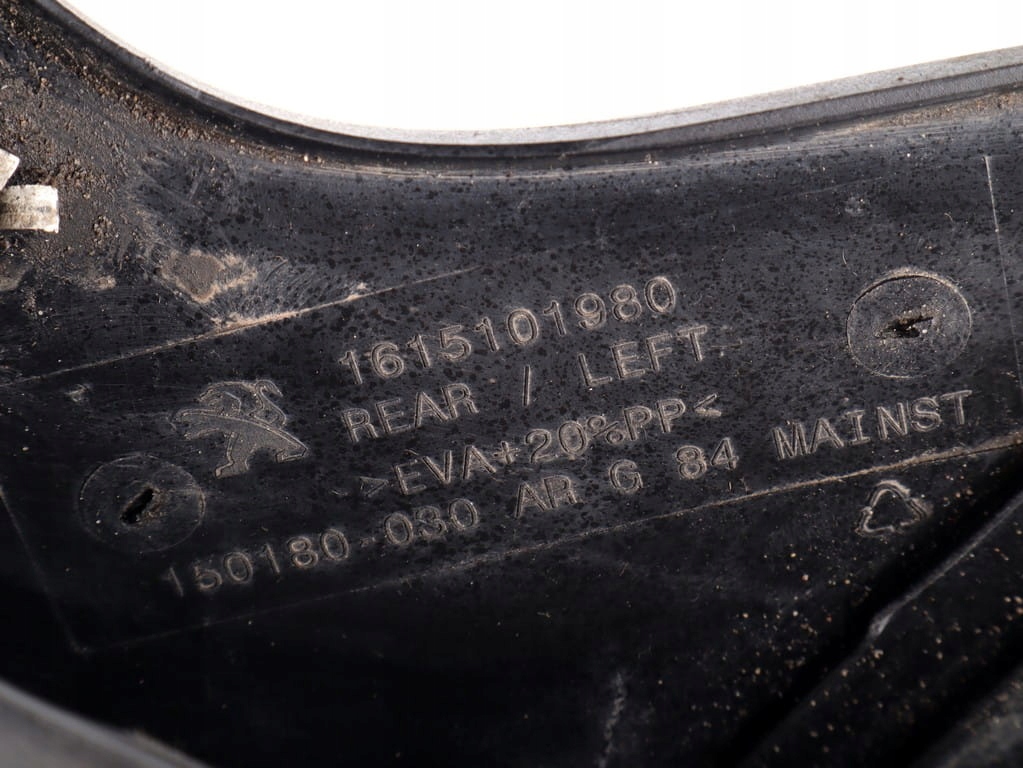 1615101980
REAR / LEFT
>EVA+20%PP<
150180-030 AR G 84 MAINST